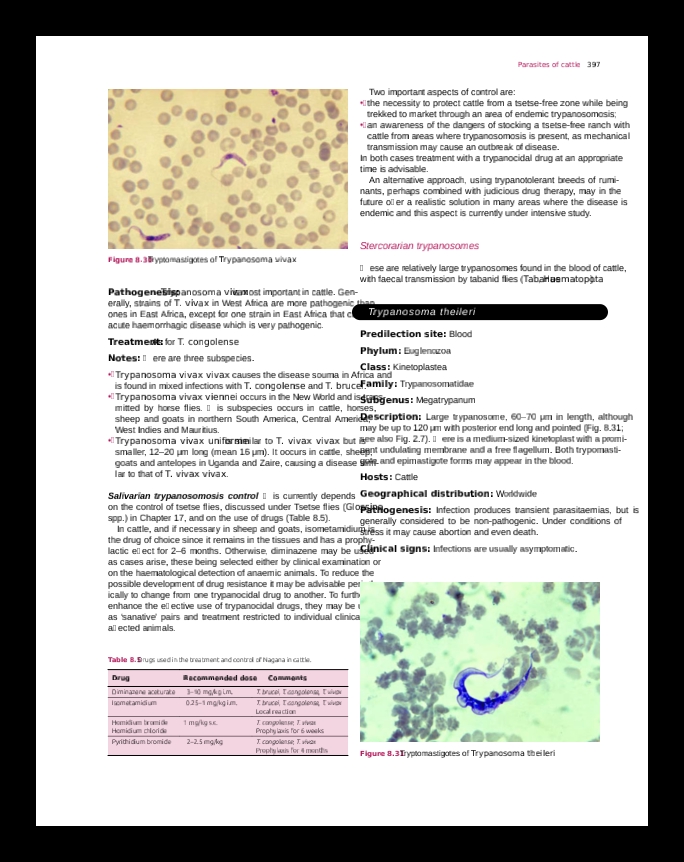 Parasites of cattle 397
Figure 8.30 Tryptomastigotes of Trypanosoma vivax
Pathogenesis: Trypanosoma vivax is most important in cattle. Gen-
erally, strains of T. vivax in West Africa are more pathogenic than
ones in East Africa, except for one strain in East Africa that
acute haemorrhagic disease which is very pathogenic.
Treatment: As for T. congolense
Notes: ere are three subspecies.
• Trypanosoma vivax vivax causes the disease souma in Africa and
is found in mixed infections with T. congolense and T. brucei.
• Trypanosoma vivax viennei occurs in the New World and is trans-
mitted by horse flies. is subspecies occurs in cattle, horses,
sheep and goats in northern South America, Central America,
West Indies and Mauritius.
• Trypanosoma vivax uniforme is similar to T. vivax vivax but is
smaller, 12–20 µm long (mean 16 µm). It occurs in cattle, sheep,
goats and antelopes in Uganda and Zaire, causing a disease simi-
lar to that of T. vivax vivax.
Salivarian trypanosomosis control is currently depends
on the control of tsetse flies, discussed under Tsetse flies (Glossina
spp.) in Chapter 17, and on the use of drugs (Table 8.5).
In cattle, and if necessary in sheep and goats, isometamidium is
the drug of choice since it remains in the tissues and has a prophy-
lactic e ect for 2–6 months. Otherwise, diminazene may be used
as cases arise, these being selected either by clinical examination or
on the haematological detection of anaemic animals. To reduce the
possible development of drug resistance it may be advisable period-
ically to change from one trypanocidal drug to another. To further
enhance the e ective use of trypanocidal drugs, they may be
as ‘sanative’ pairs and treatment restricted to individual clinically
a ected animals.
Table 8.5 Drugs used in the treatment and control of Nagana in cattle.
Drug Recommended dose Comments
Diminazene aceturate 3–10 mg/kg i.m. T. brucei, T. congolense, T. vivax
Isometamidium 0.25–1 mg/kg i.m. T. brucei, T. congolense, T. vivax
Local reaction
Homidium bromide 1 mg/kg s.c. T. congolense, T. vivax
Homidium chloride Prophylaxis for 6 weeks
Pyrithidium bromide 2–2.5 mg/kg T. congolense, T. vivax
Prophylaxis for 4 months
Two important aspects of control are:
• the necessity to protect cattle from a tsetse-free zone while being
trekked to market through an area of endemic trypanosomosis;
• an awareness of the dangers of stocking a tsetse-free ranch with
cattle from areas where trypanosomosis is present, as mechanical
transmission may cause an outbreak of disease.
In both cases treatment with a trypanocidal drug at an appropriate
time is advisable.
An alternative approach, using trypanotolerant breeds of rumi-
nants, perhaps combined with judicious drug therapy, may in the
future o er a realistic solution in many areas where the disease is
endemic and this aspect is currently under intensive study.
Stercorarian trypanosomes
ese are relatively large trypanosomes found in the blood of cattle,
with faecal transmission by tabanid flies (Tabanus, Haematopota)
Trypanosoma theileri
Predilection site: Blood
Phylum: Euglenozoa
Class: Kinetoplastea
Family: Trypanosomatidae
Subgenus: Megatrypanum
Description: Large trypanosome, 60–70 µm in length, although
may be up to 120 µm with posterior end long and pointed (Fig. 8.31;
see also Fig. 2.7). ere is a medium-sized kinetoplast with a promi-
nent undulating membrane and a free flagellum. Both trypomasti-
gote and epimastigote forms may appear in the blood.
Hosts: Cattle
Geographical distribution: Worldwide
Pathogenesis: Infection produces transient parasitaemias, but is
generally considered to be non-pathogenic. Under conditions of
stress it may cause abortion and even death.
Clinical signs: Infections are usually asymptomatic.
Figure 8.31 Tryptomastigotes of Trypanosoma theileri